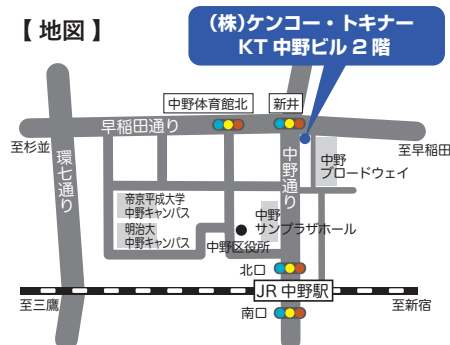 【 地図 】
(株)ケンコー・トキナー
KT 中野ビル 2 階
中野体育館北
新井
早稲田通り
至杉並
至早稲田
環七通り
中野通り
中野
ブロードウェイ
帝京平成大学
中野キャンパス
明治大
中野キャンパス
中野
サンプラザホール
中野区役所
北口
JR 中野駅
至三鷹
至新宿
南口